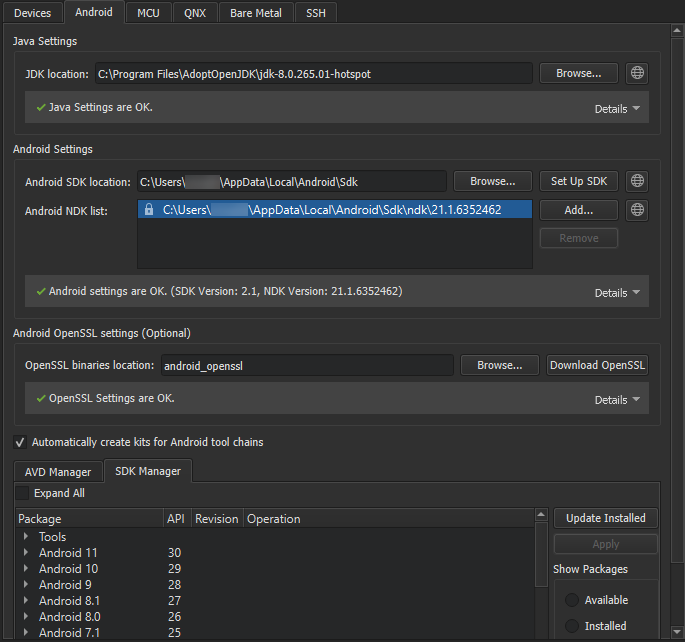 Devices Android MCU QNX Bare Metal SSH
Java Settings
JDK location: C:\Program Files\AdoptOpenJDK\jdk-8.0.265.01-hotspot Browse...
Java Settings are OK. Details
Android Settings
Android SDK location: C:\Users\ \AppData\Local\Android\Sdk Browse... Set Up SDK
Android NDK list: C:\Users\ \AppData\Local\Android\Sdk\ndk\21.1.6352462 Add...
Remove
Android settings are OK. (SDK Version: 2.1, NDK Version: 21.1.6352462) Details
Android OpenSSL settings (Optional)
OpenSSL binaries location: android_openssl Browse... Download OpenSSL
OpenSSL Settings are OK. Details
Automatically create kits for Android tool chains
AVD Manager SDK Manager
Expand All
Package API Revision Operation Update Installed
Tools
Apply
Android 11 30
Android 10 29 Show Packages
Android 9 28
Android 8.1 27 Available
Android 8.0 26
Android 7.1 25 Installed